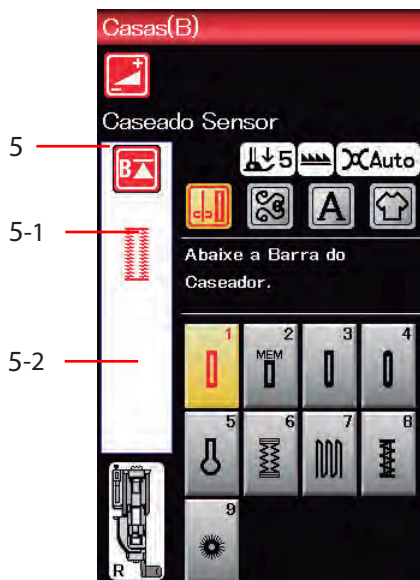 Casas(B)
Caseado Sensor
5
B
5
Auto
5-1
A
Abaixe a Barra do
Caseador.
5-2
1
2
3
4
MEM
5
6
7
8
9
R